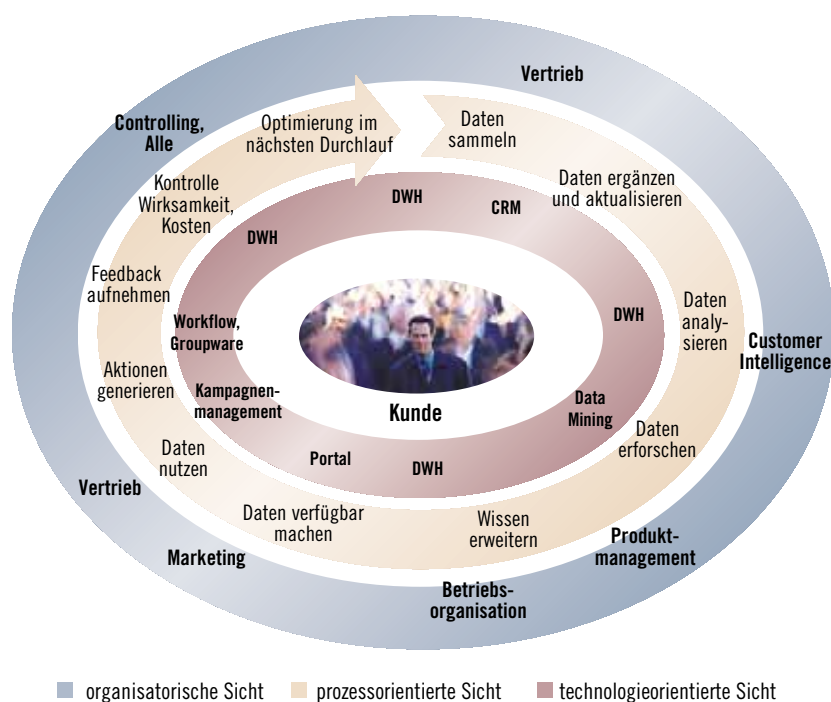 Vertrieb
Controlling,
Alle
Optimierung im
nächsten Durchlauf
Daten
sammeln
Daten ergänzen
und aktualisieren
Kontrolle
Wirksamkeit,
Kosten
DWH
CRM
DWH
Feedback
aufnehmen
DWH
Daten
analy-
sieren
Workflow,
Groupware
Customer
Intelligence
Aktionen
generieren
Kampagnen-
management
Kunde
Data
Mining
Daten
erforschen
Daten
nutzen
Portal
DWH
Vertrieb
Daten verfügbar
machen
Wissen
erweitern
Produkt-
management
Marketing
Betriebs-
organisation
organisatorische Sicht
prozessorientierte Sicht
technologieorientierte Sicht